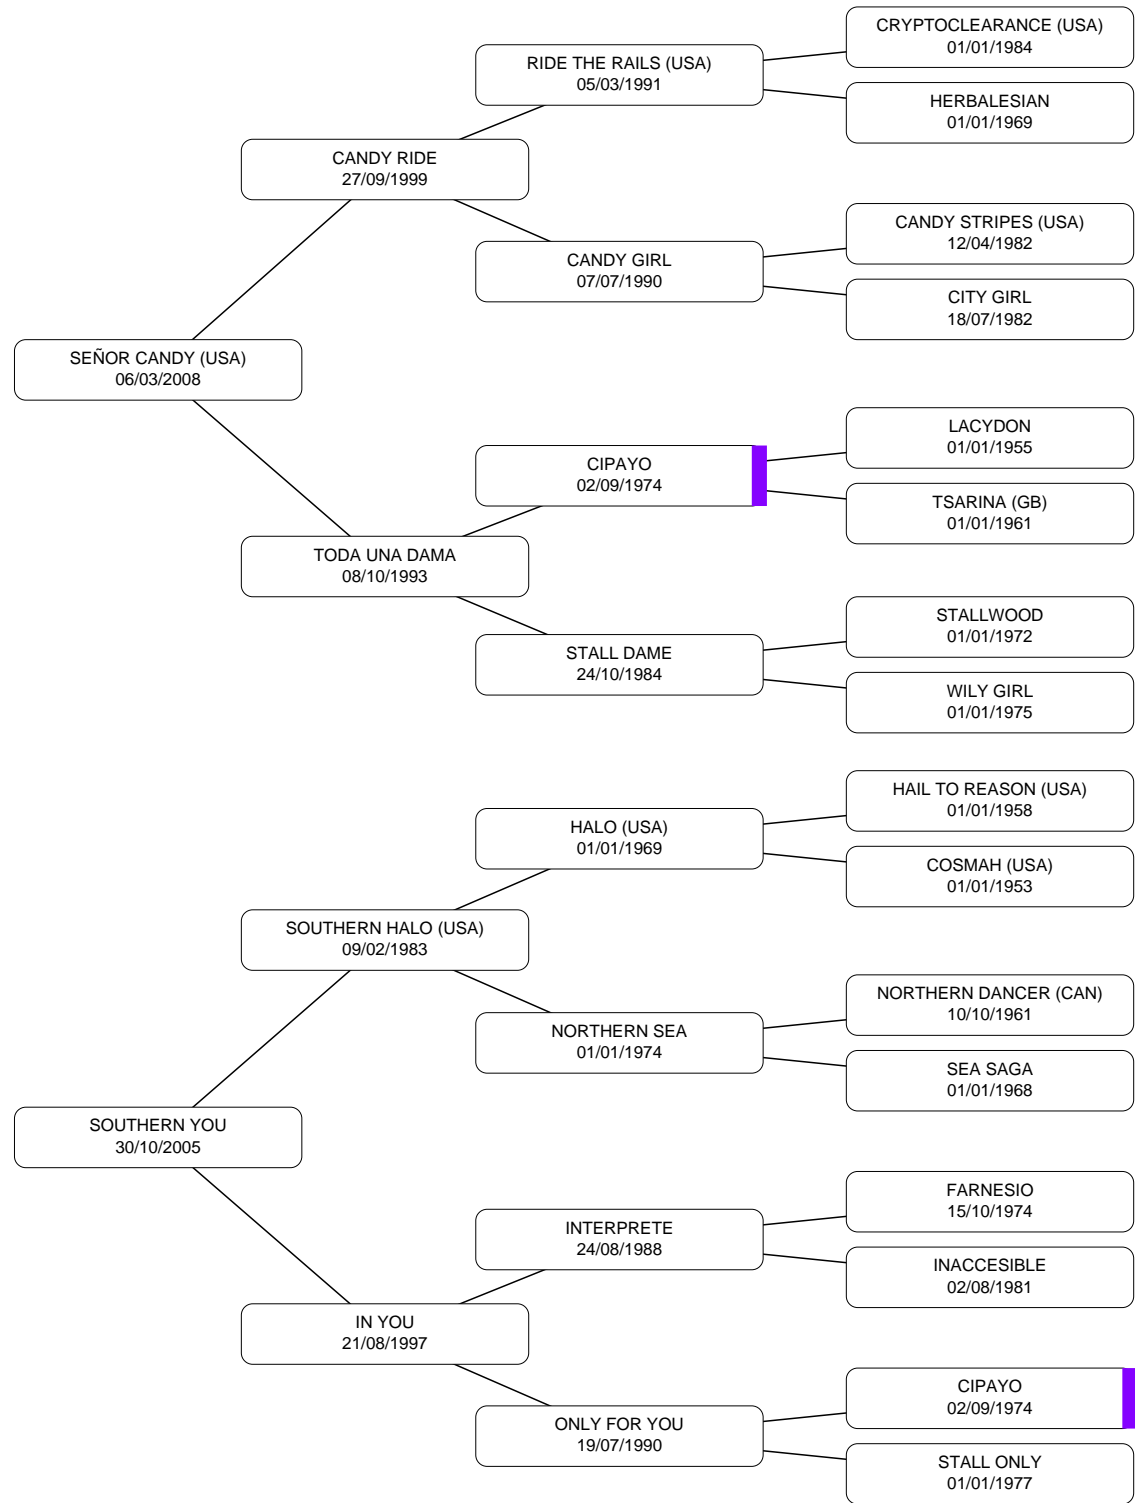 CRYPTOCLEARANCE (USA)
01/01/1984
RIDE THE RAILS (USA)
05/03/1991
HERBALESIAN
01/01/1969
CANDY RIDE
27/09/1999
CANDY STRIPES (USA)
12/04/1982
CANDY GIRL
07/07/1990
CITY GIRL
18/07/1982
SEÑOR CANDY (USA)
06/03/2008
LACYDON
01/01/1955
CIPAYO
02/09/1974
TSARINA (GB)
01/01/1961
TODA UNA DAMA
08/10/1993
STALLWOOD
01/01/1972
STALL DAME
24/10/1984
WILY GIRL
01/01/1975
HAIL TO REASON (USA)
01/01/1958
HALO (USA)
01/01/1969
COSMAH (USA)
01/01/1953
SOUTHERN HALO (USA)
09/02/1983
NORTHERN DANCER (CAN)
10/10/1961
NORTHERN SEA
01/01/1974
SEA SAGA
01/01/1968
SOUTHERN YOU
30/10/2005
FARNESIO
15/10/1974
INTERPRETE
24/08/1988
INACCESIBLE
02/08/1981
IN YOU
21/08/1997
CIPAYO
02/09/1974
ONLY FOR YOU
19/07/1990
STALL ONLY
01/01/1977